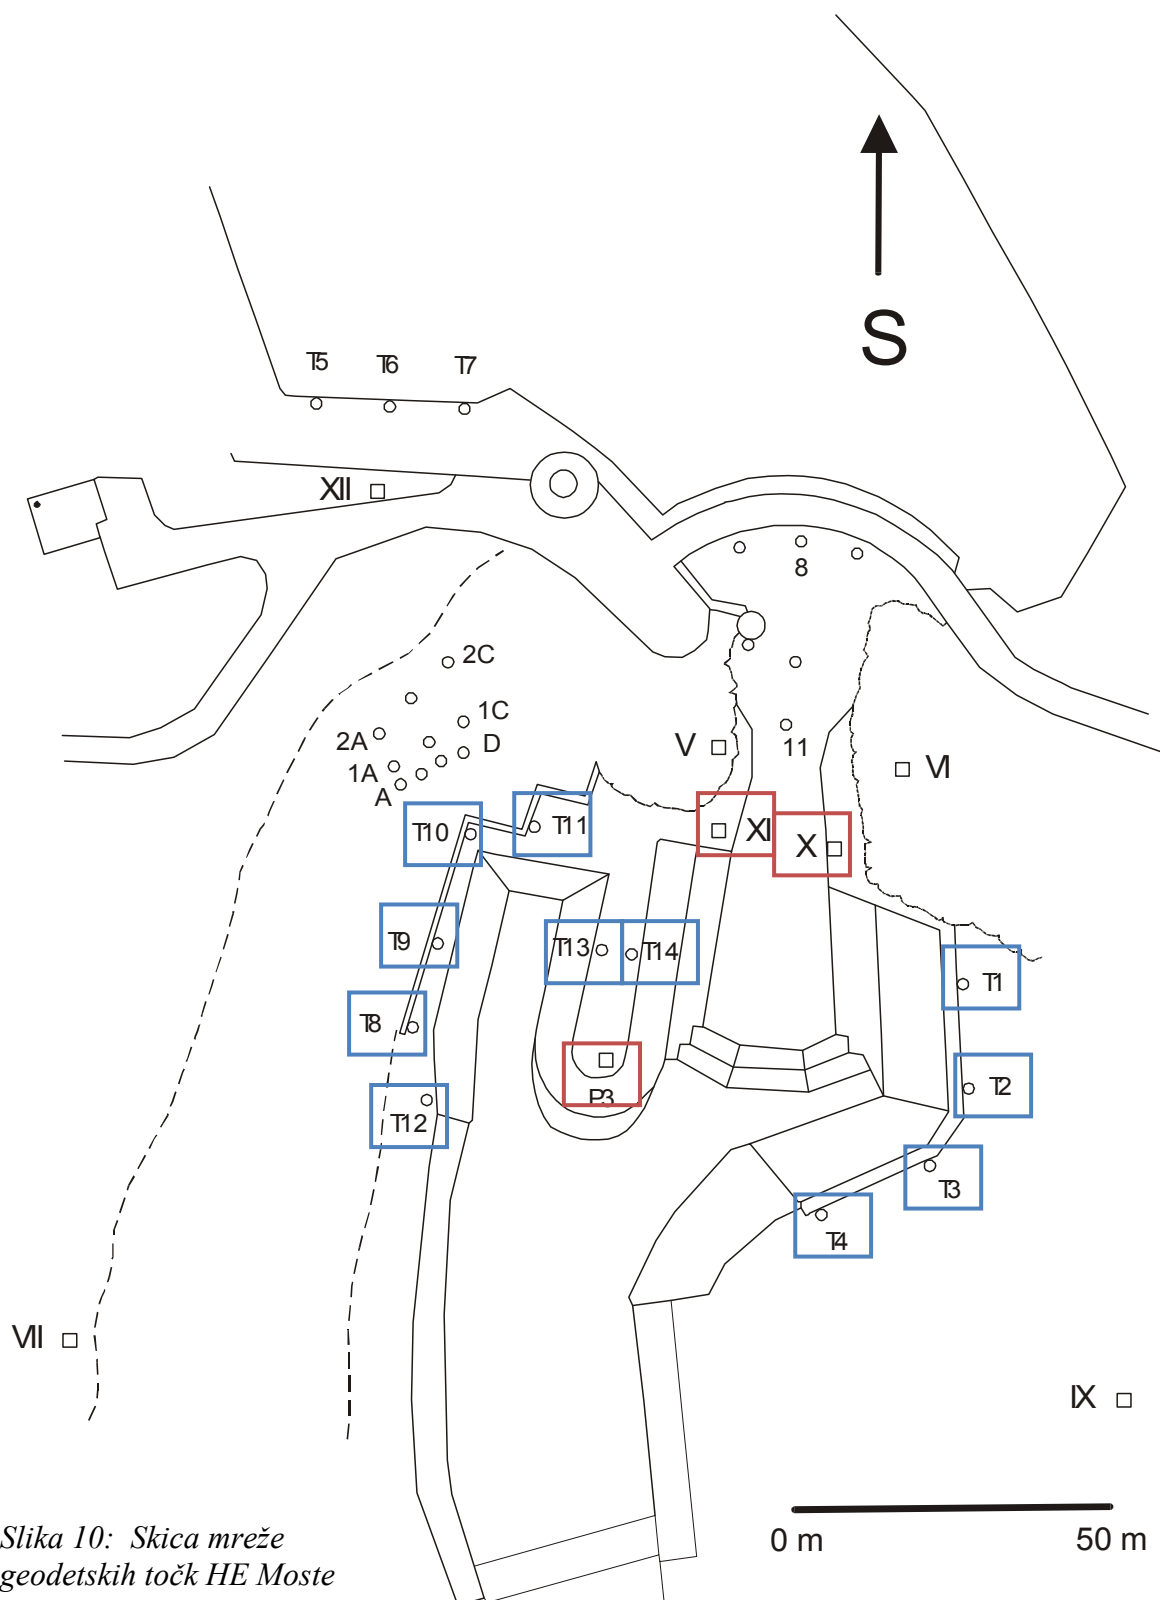 S
T5 T6 T7
XII
8
2C
1C
2A D
V
11
VI
1A
A
T10 T11 XI X
T9 T13 T14
T1
T8
T2
P3
T12
T3
T4
VII
IX
0 m 50 m
Slika 10: Skica mreže
geodetskih točk HE Moste